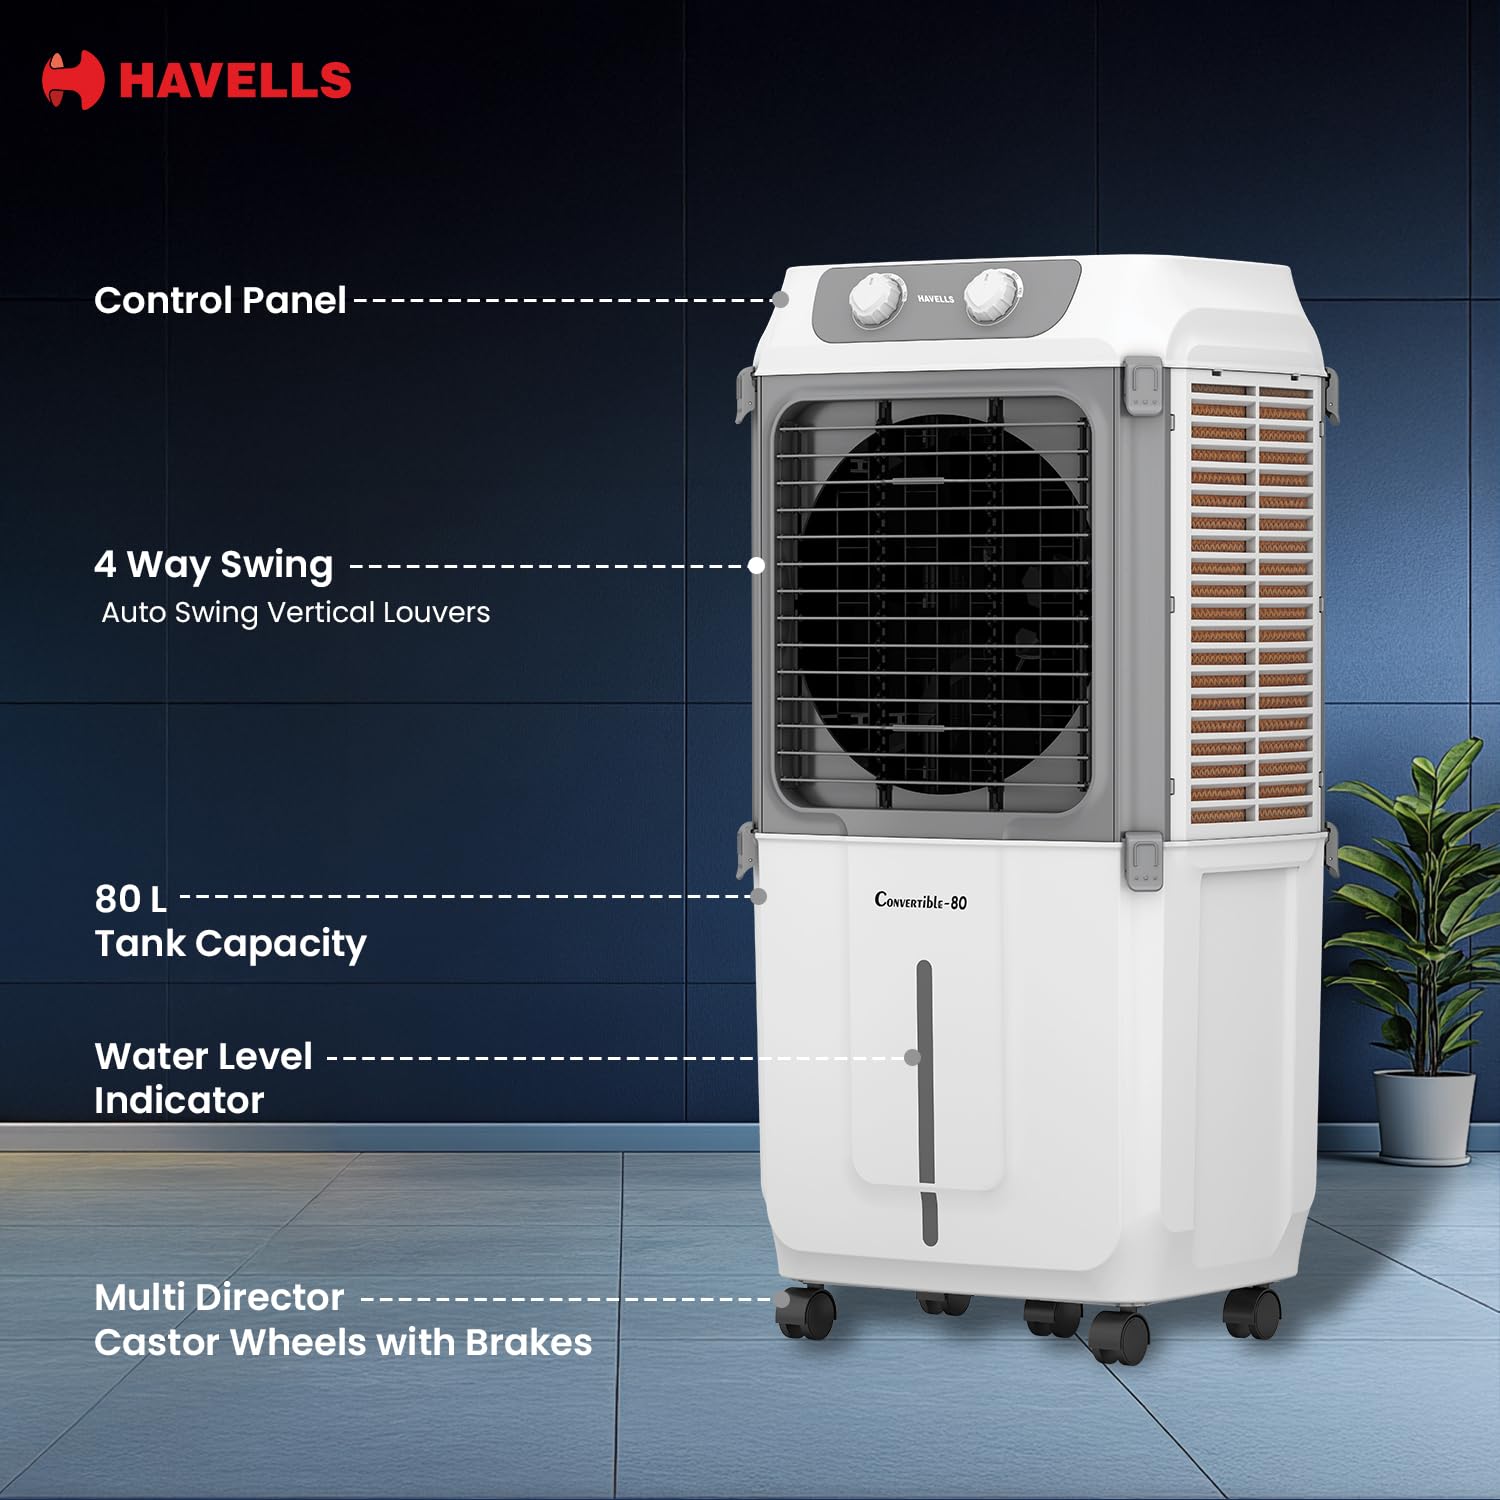 HAVELLS
Control Panel
HAVELLS
4 Way Swing
Auto Swing Vertical Louvers
80 L
Tank Capacity
Convertible-80
Water Level
Indicator
Multi Director
Castor Wheels with Brakes